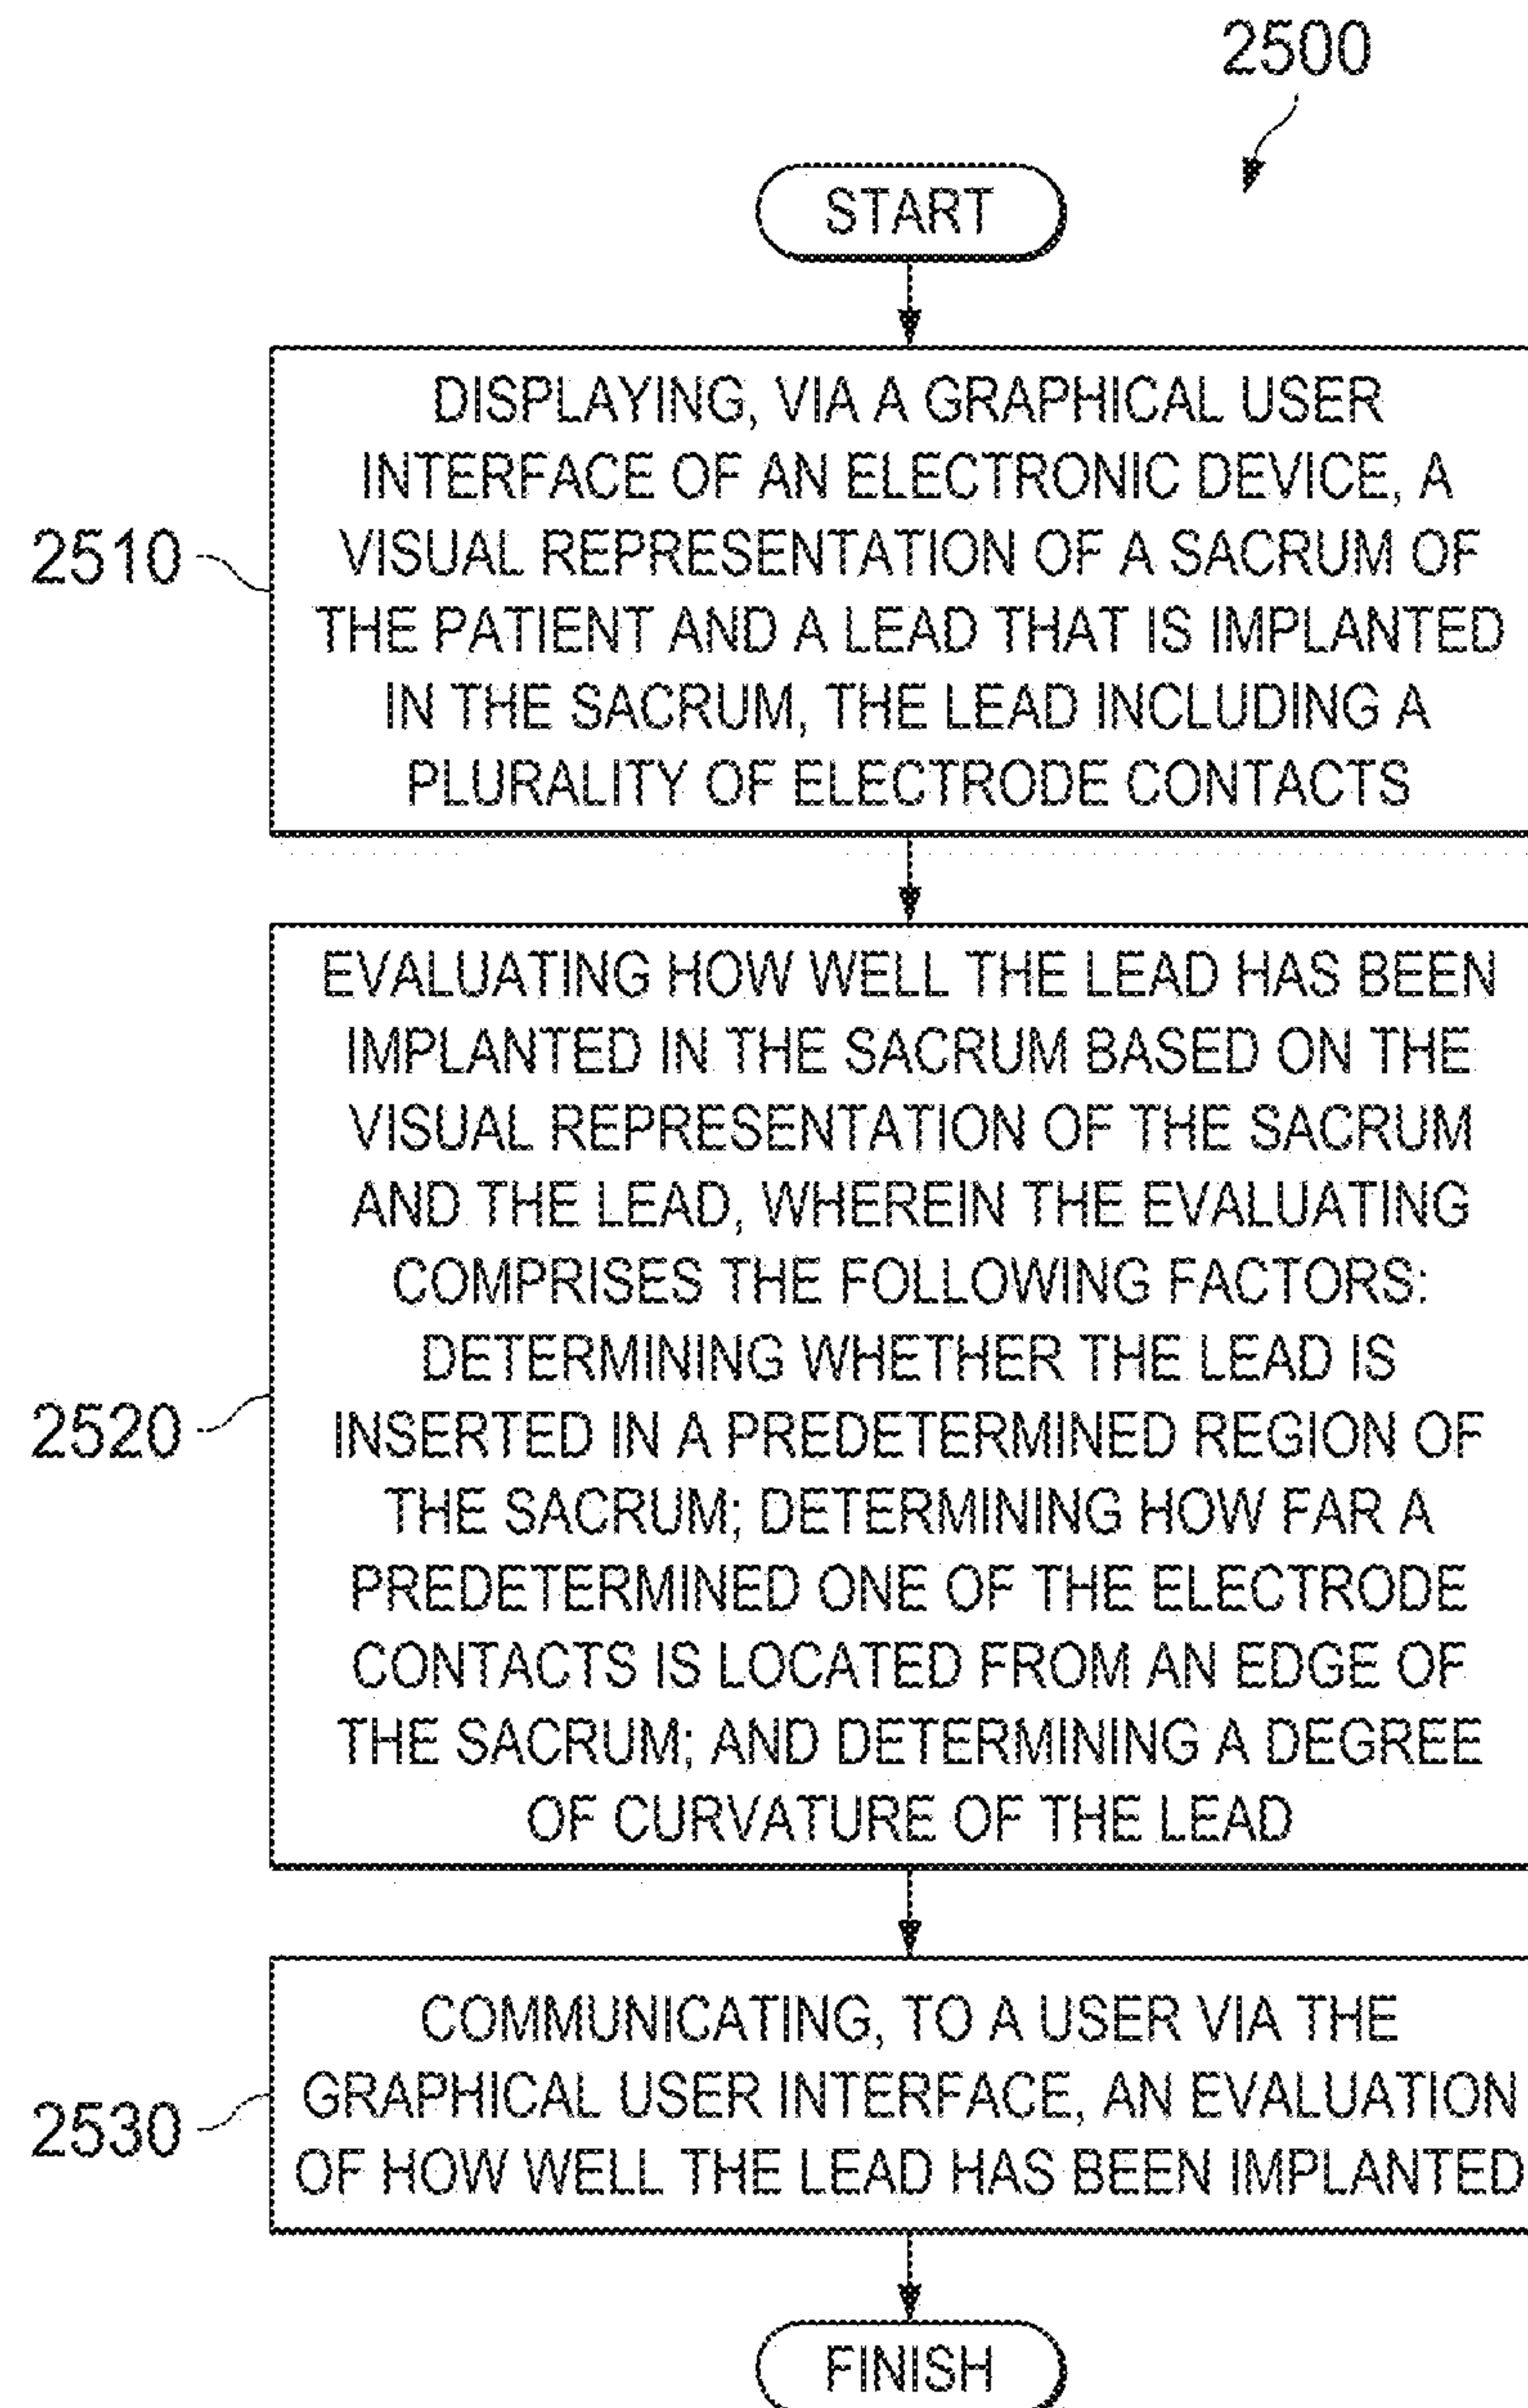 2500
START
DISPLAYING, VIA A GRAPHICAL USER
INTERFACE OF AN ELECTRONIC DEVICE, A
VISUAL REPRESENTATION OF A SACRUM OF
THE PATIENT AND A LEAD THAT IS IMPLANTED
IN THE SACRUM, THE LEAD INCLUDING A
PLURALITY OF ELECTRODE CONTACTS
2510
EVALUATING HOW WELL THE LEAD HAS BEEN
IMPLANTED IN THE SACRUM BASED ON THE
VISUAL REPRESENTATION OF THE SACRUM
AND THE LEAD, WHEREIN THE EVALUATING
COMPRISES THE FOLLOWING FACTORS:
DETERMINING WHETHER THE LEAD IS
INSERTED IN A PREDETERMINED REGION OF
THE SACRUM; DETERMINING HOW FAR A
PREDETERMINED ONE OF THE ELECTRODE
CONTACTS IS LOCATED FROM AN EDGE OF
THE SACRUM; AND DETERMINING A DEGREE
OF CURVATURE OF THE LEAD
2520
COMMUNICATING, TO A USER VIA THE
GRAPHICAL USER INTERFACE, AN EVALUATION
OF HOW WELL THE LEAD HAS BEEN IMPLANTED
2530
FINISH